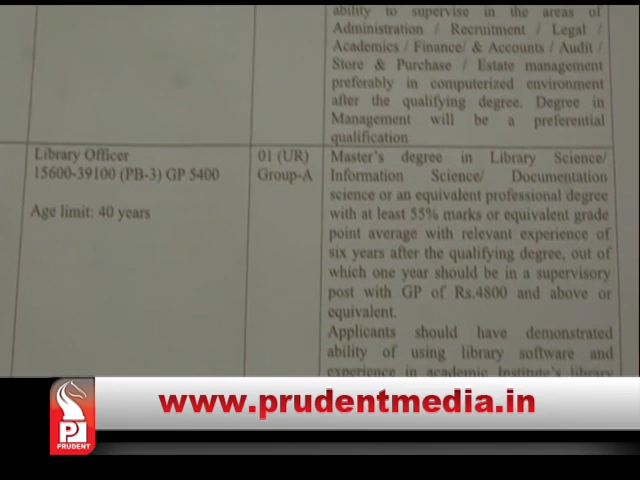 ability to supervise in the areas of
Administration / Recruitment / Legal /
Academics / Finance/ & Accounts / Audit /
Store & Purchase / Estate management
preferably in computerized environment
after the qualifying degree. Degree in
Management will be a preferential
qualification
Library Officer
15600-39100 (PB-3) GP 5400
Age limit: 40 years
01 (UR)
Group-A
Master's degree in Library Science/
Information Science/ Documentation
science or an equivalent professional degree
with at least 55% marks or equivalent grade
point average with relevant experience of
six years after the qualifying degree, out of
which one year should be in a supervisory
post with GP of Rs.4800 and above or
equivalent.
Applicants should have demonstrated
ability of using library software and
experience in academic Institute's library
www.prudentmedia.in
PRUDENT